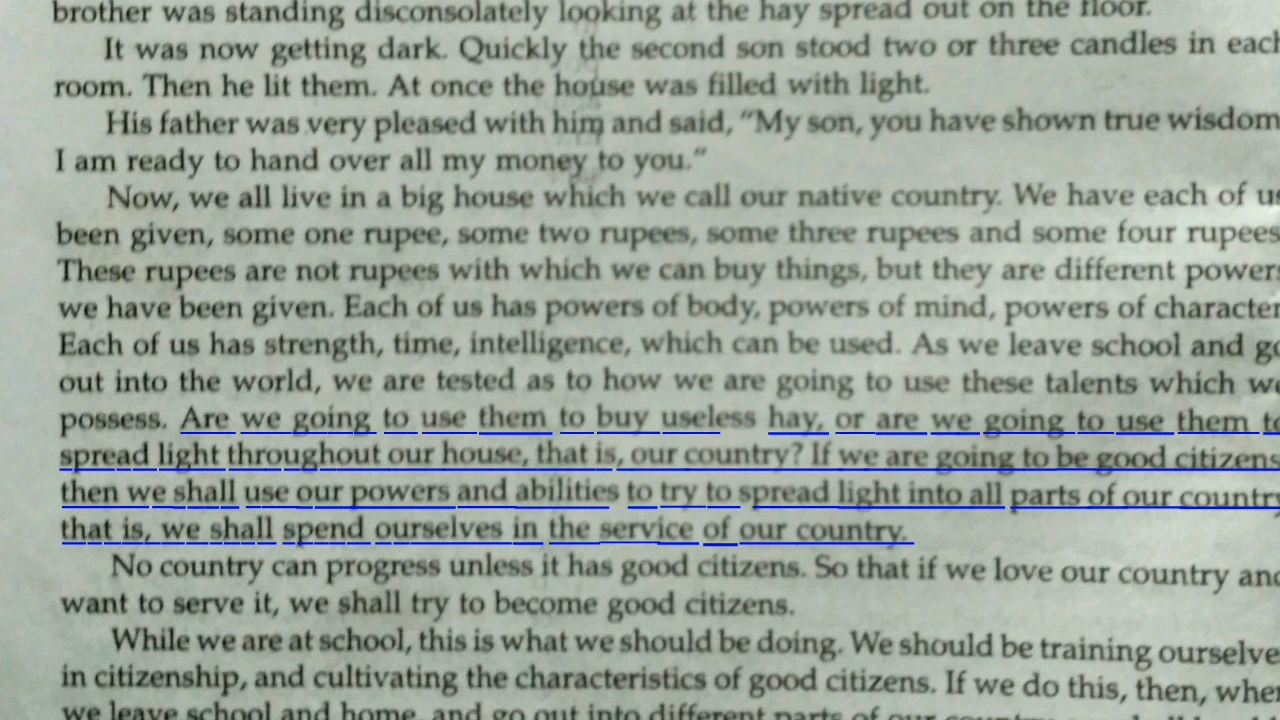 brother was standing disconsolately looking at the hay spread out on the floor.
It was now getting dark. Quickly the second son stood two or three candles in each
room. Then he lit them. At once the house was filled with light.
His father was very pleased with him and said, “My son, you have shown true wisdom
I am ready to hand over all my money to you.”
Now, we all live in a big house which we call our native country. We have each of us
been given, some one rupee, some two rupees, some three rupees and some four rupees
These rupees are not rupees with which we can buy things, but they are different powers
we have been given. Each of us has powers of body, powers of mind, powers of character
Each of us has strength, time, intelligence, which can be used. As we leave school and go
out into the world, we are tested as to how we are going to use these talents which we
possess. Are we going to use them to buy useless hay, or are we going to use them to
spread light throughout our house, that is, our country? If we are going to be good citizens
then we shall use our powers and abilities to try to spread light into all parts of our country
that is, we shall spend ourselves in the service of our country.
No country can progress unless it has good citizens. So that if we love our country and
want to serve it, we shall try to become good citizens.
While we are at school, this is what we should be doing. We should be training ourselve
in citizenship, and cultivating the characteristics of good citizens. If we do this, then, when
we leave school and home, and go out into different parts of our country